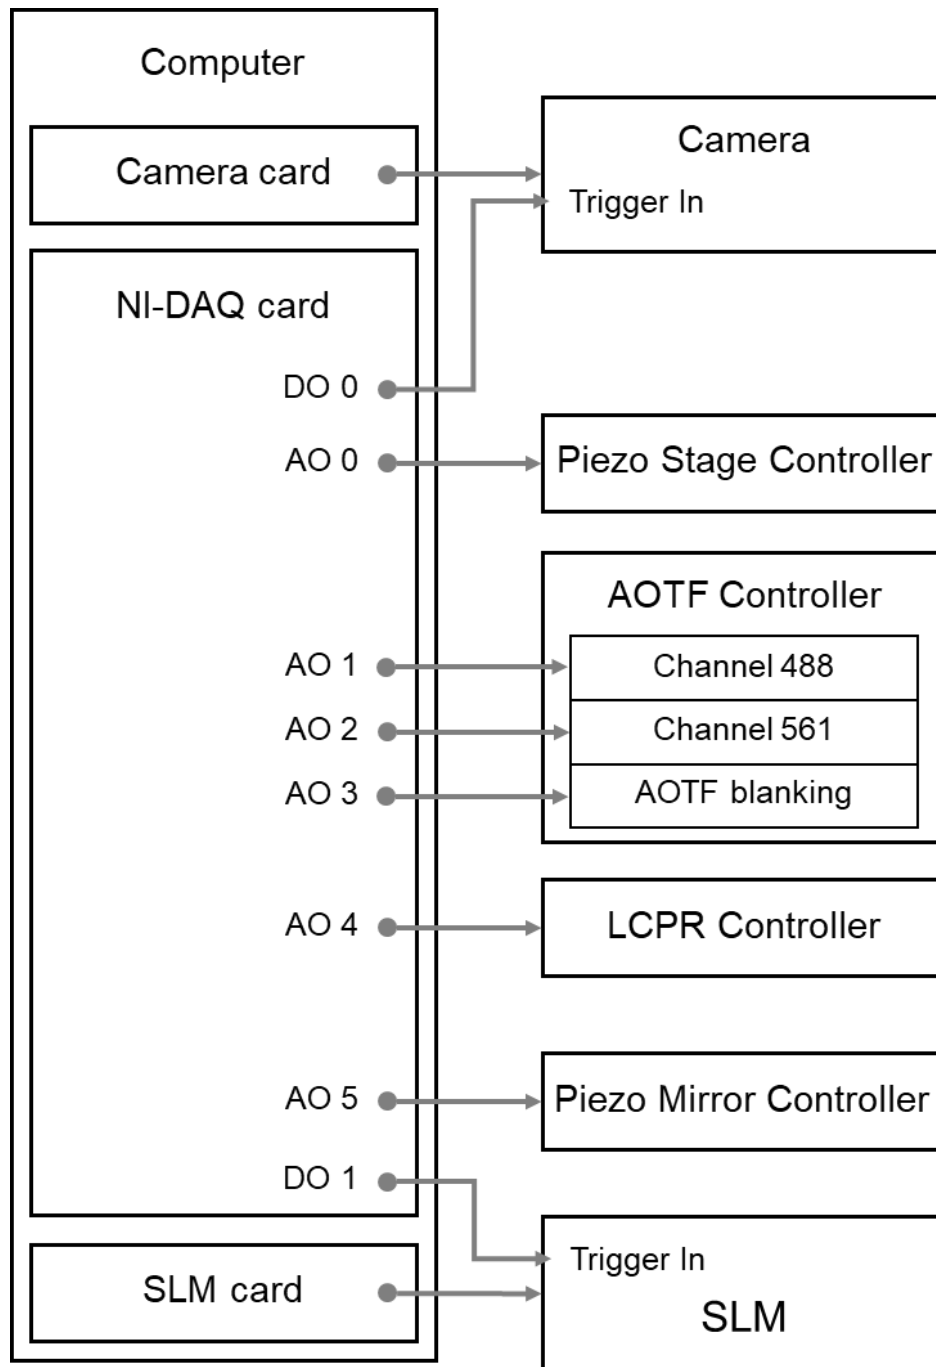 Computer
Camera card
NI-DAQ card
DO 0
AO 0
AO 1
AO 2
AO 3
AO 4
AO 5
DO 1
SLM card
Camera
Trigger In
Piezo Stage Controller
AOTF Controller
Channel 488
Channel 561
AOTF blanking
LCPR Controller
Piezo Mirror Controller
Trigger In
SLM